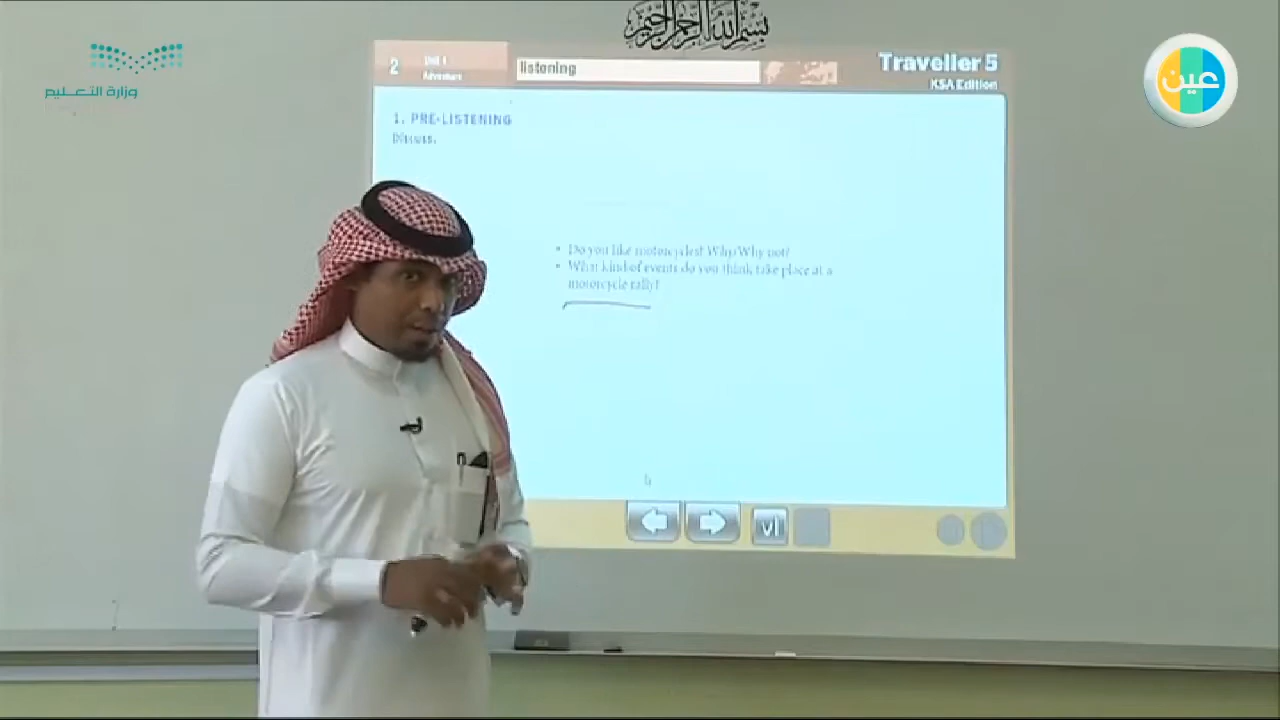 بسم الله الرحمن الرحيم
وزارة التعليم
عين
2
Unit 1
Adventure
listening
Traveller 5
KSA Edition
1. PRE-LISTENING
Discuss.
• Do you like motorcycles? Why/Why not?
• What kind of events do you think take place at a
motorcycle rally?